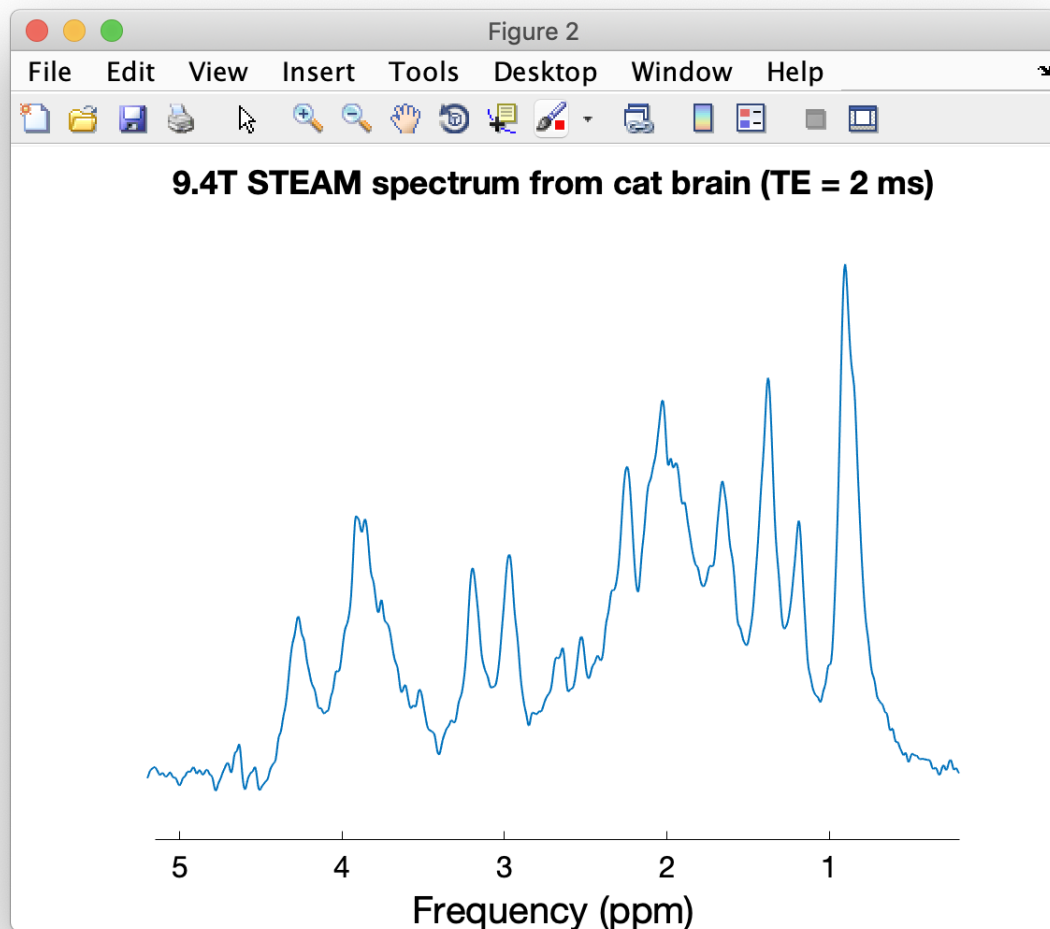 Figure 2
File Edit View Insert Tools Desktop Window Help
9.4T STEAM spectrum from cat brain (TE = 2 ms)
5 4 3 2 1
Frequency (ppm)